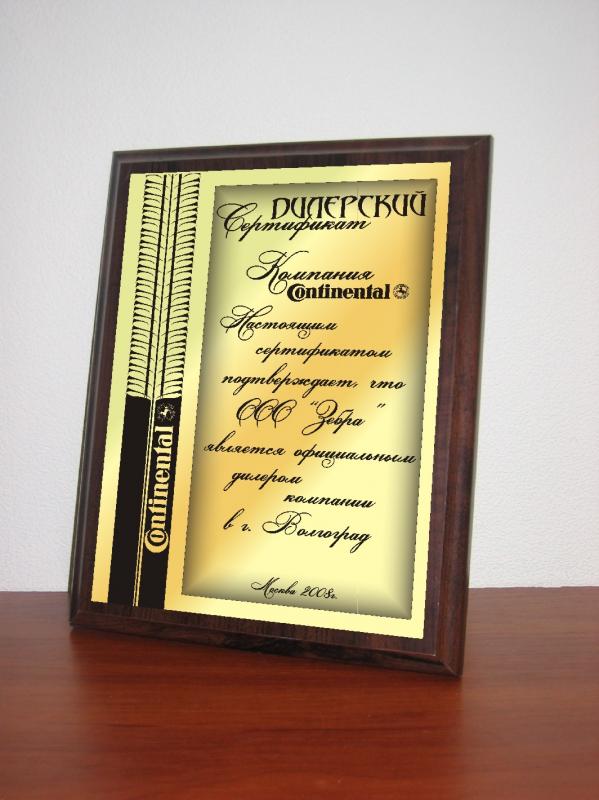 ДИЛЕРСКИЙ
Сертификат
Компания
Continental
Настоящим
сертификатом
подтверждает, что
ООО "Зебра"
является официальным
дилером
компании
в г. Волгоград
Москва 2008г.
Continental